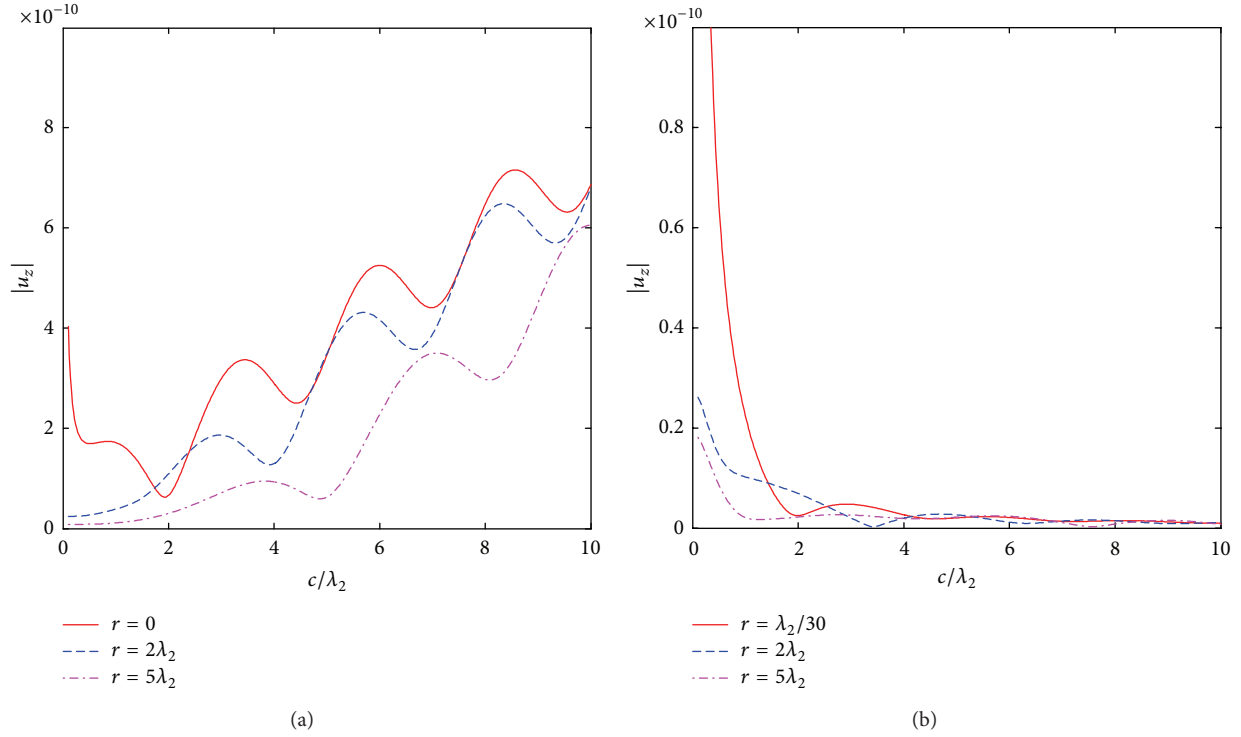 ×10⁻¹⁰
8
6
4
2
0
|u_z|
0 2 4 6 8 10
c/λ₂
r = 0
r = 2λ₂
r = 5λ₂
(a)
×10⁻¹⁰
0.8
0.6
0.4
0.2
0
|u_z|
0 2 4 6 8 10
c/λ₂
r = λ₂/30
r = 2λ₂
r = 5λ₂
(b)